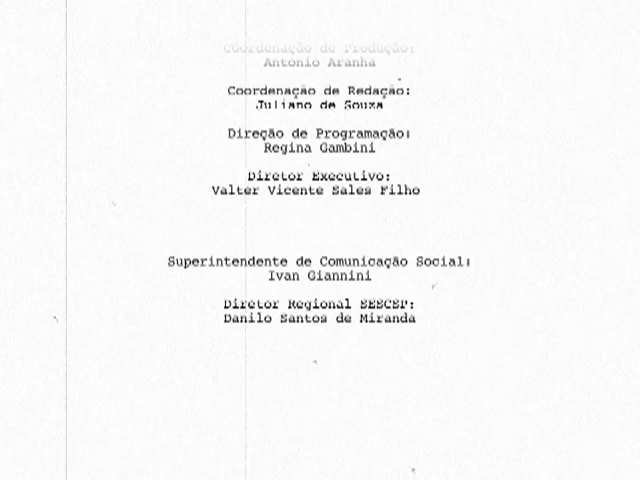 Coordenação de Produção:
Antonio Aranha
Coordenação de Redação:
Juliano de Souza
Direção de Programação:
Regina Gambini
Diretor Executivo:
Valter Vicente Sales Filho
Superintendente de Comunicação Social:
Ivan Giannini
Diretor Regional SESCSP:
Danilo Santos de Miranda